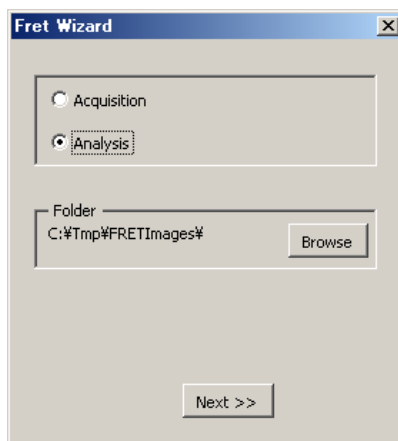 Fret Wizard
Acquisition
Analysis
Folder
C:¥Tmp¥FRETImages¥
Browse
Next >>